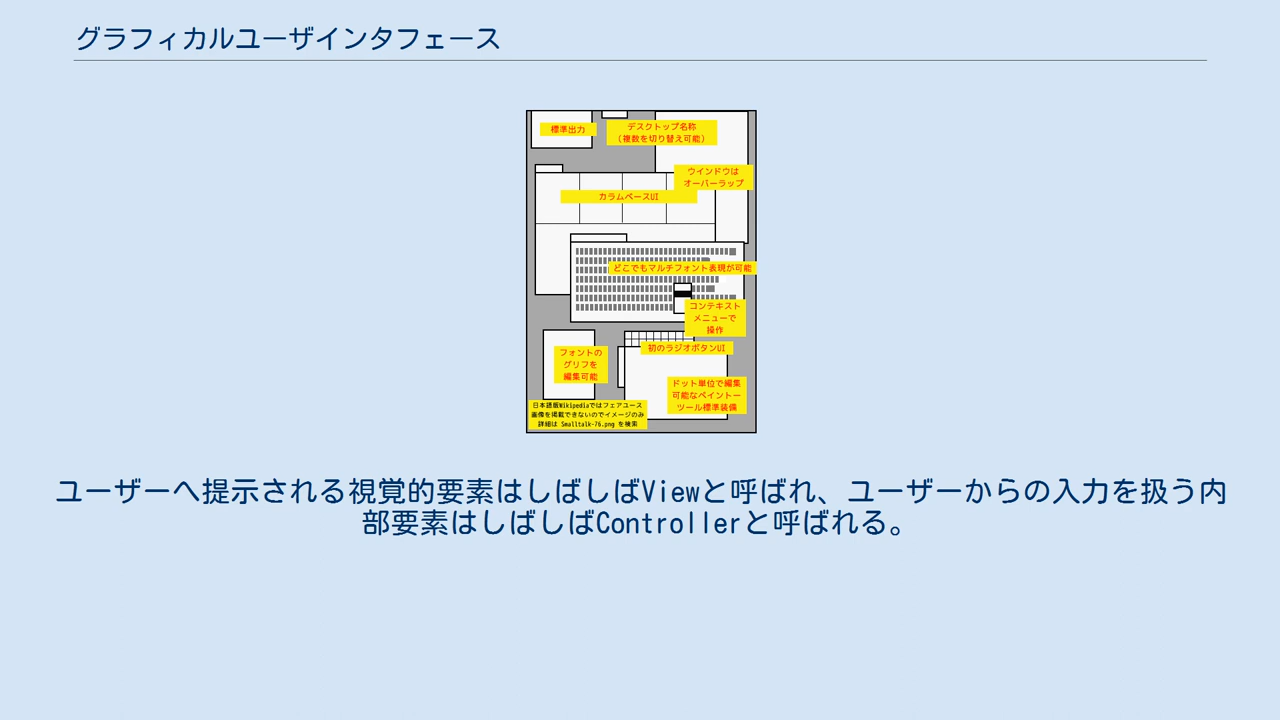 グラフィカルユーザインタフェース
標準出力
デスクトップ名称
（複数を切り替え可能）
ウインドウは
オーバーラップ
カラムベースUI
どこでもマルチフォント表現が可能
コンテキスト
メニューで
操作
初のラジオボタンUI
フォントの
グリフを
編集可能
ドット単位で編集
可能なペイントー
ツール標準装備
日本語版Wikipediaではフェアユース
画像を掲載できないのでイメージのみ
詳細は Smalltalk-76.png を検索
ユーザーへ提示される視覚的要素はしばしばViewと呼ばれ、ユーザーからの入力を扱う内
部要素はしばしばControllerと呼ばれる。